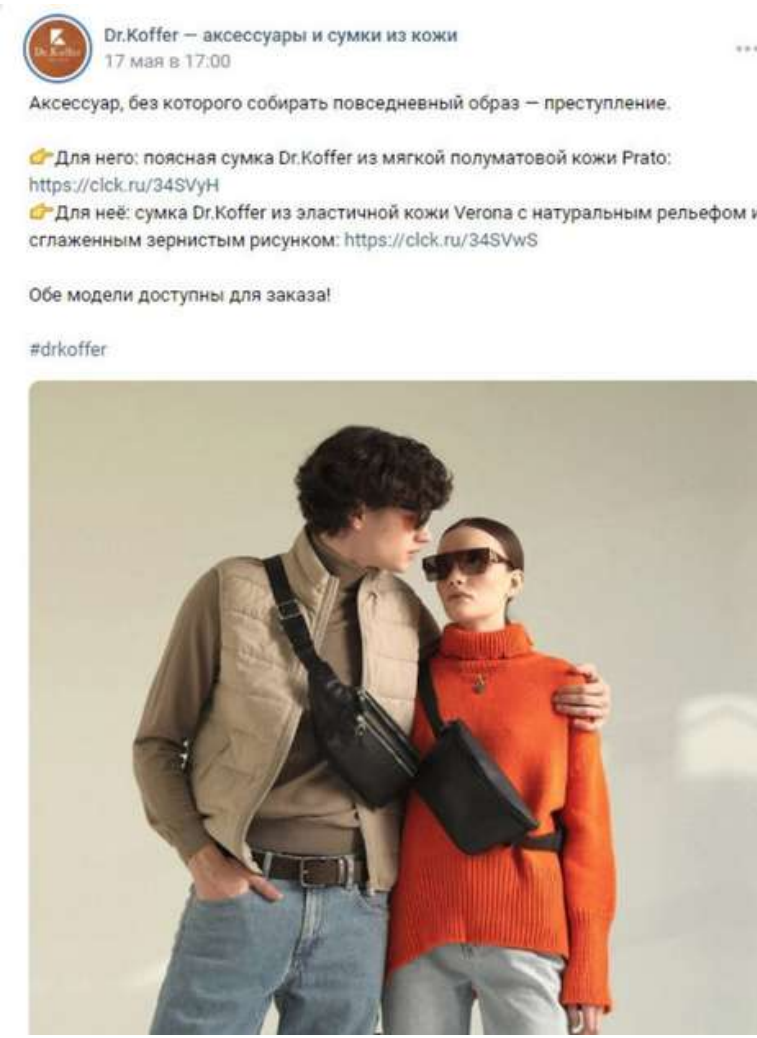 Dr.Koffer
Dr.Koffer — аксессуары и сумки из кожи
17 мая в 17:00
Аксессуар, без которого собирать повседневный образ — преступление.
👉Для него: поясная сумка Dr.Koffer из мягкой полуматовой кожи Prato:
https://clck.ru/34SVyH
👉Для неё: сумка Dr.Koffer из эластичной кожи Verona с натуральным рельефом и
сглаженным зернистым рисунком: https://clck.ru/34SVwS
Обе модели доступны для заказа!
#drkoffer